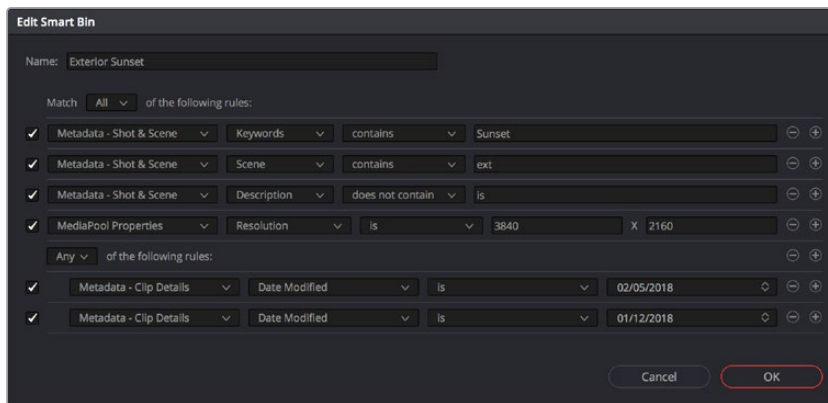 Edit Smart Bin
Name: Exterior Sunset
Match All of the following rules:
Metadata - Shot & Scene Keywords contains Sunset
Metadata - Shot & Scene Scene contains ext
Metadata - Shot & Scene Description does not contain is
MediaPool Properties Resolution is 3840 X 2160
Any of the following rules:
Metadata - Clip Details Date Modified is 02/05/2018
Metadata - Clip Details Date Modified is 01/12/2018
Cancel OK